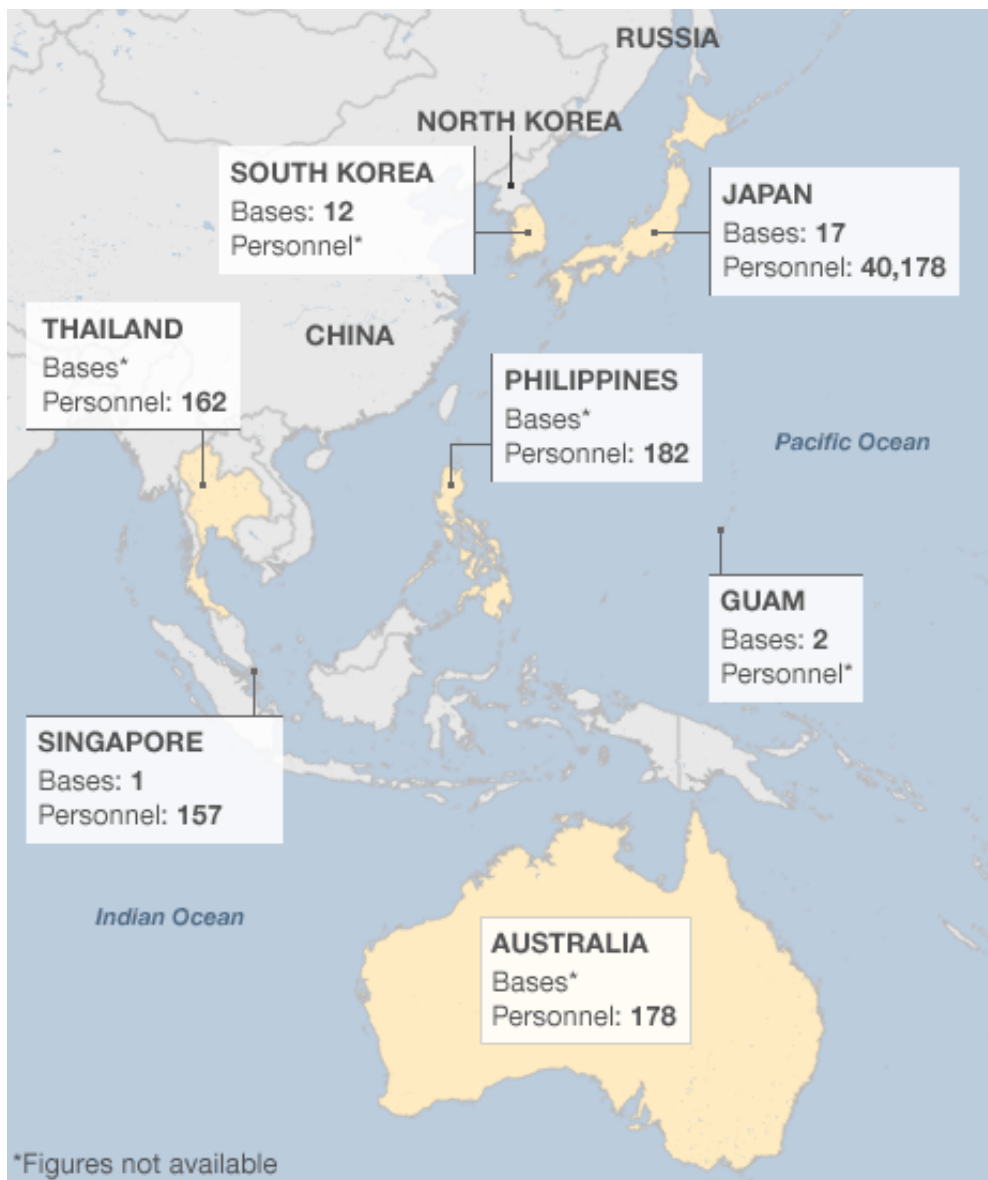 RUSSIA
NORTH KOREA
SOUTH KOREA
Bases: 12
Personnel*
JAPAN
Bases: 17
Personnel: 40,178
THAILAND
Bases*
Personnel: 162
CHINA
PHILIPPINES
Bases*
Personnel: 182
Pacific Ocean
GUAM
Bases: 2
Personnel*
SINGAPORE
Bases: 1
Personnel: 157
Indian Ocean
AUSTRALIA
Bases*
Personnel: 178
*Figures not available